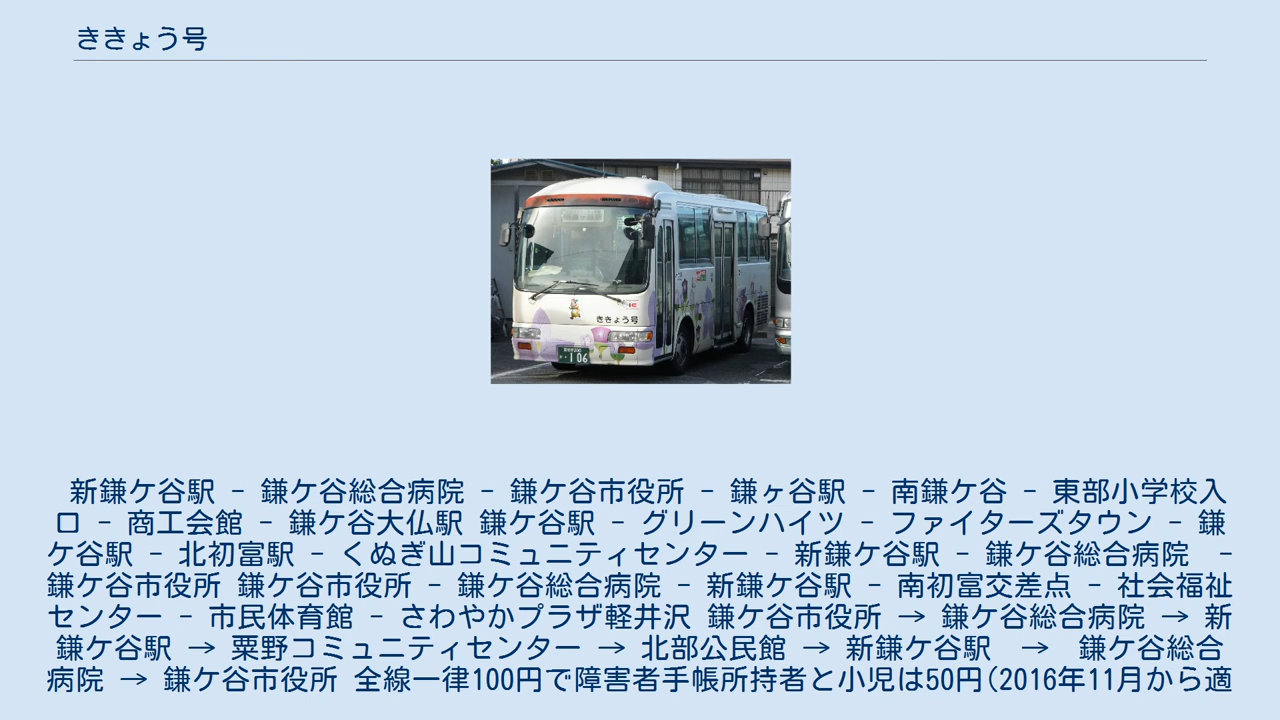 ききょう号
ききょう号
106
新鎌ケ谷駅 - 鎌ケ谷総合病院 - 鎌ケ谷市役所 - 鎌ヶ谷駅 - 南鎌ケ谷 - 東部小学校入
口 - 商工会館 - 鎌ケ谷大仏駅 鎌ケ谷駅 - グリーンハイツ - ファイターズタウン - 鎌
ケ谷駅 - 北初富駅 - くぬぎ山コミュニティセンター - 新鎌ケ谷駅 - 鎌ケ谷総合病院　-
鎌ケ谷市役所 鎌ケ谷市役所 - 鎌ケ谷総合病院 - 新鎌ケ谷駅 - 南初富交差点 - 社会福祉
センター - 市民体育館 - さわやかプラザ軽井沢 鎌ケ谷市役所 → 鎌ケ谷総合病院 → 新
鎌ケ谷駅 → 粟野コミュニティセンター → 北部公民館 → 新鎌ケ谷駅　→　鎌ケ谷総合
病院 → 鎌ケ谷市役所 全線一律100円で障害者手帳所持者と小児は50円(2016年11月から適